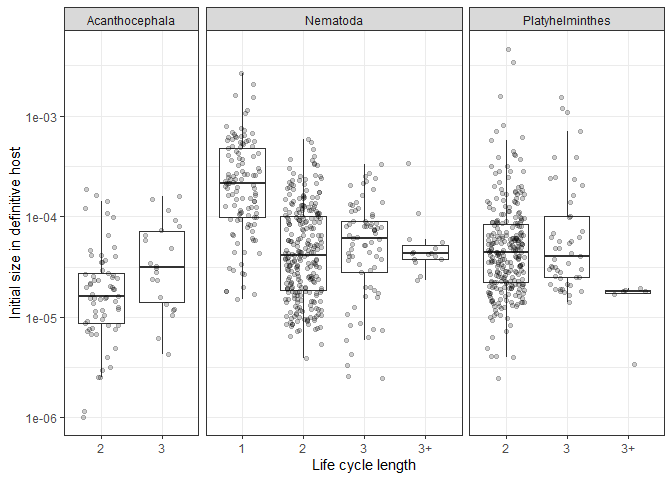 Acanthocephala Nematoda Platyhelminthes
Initial size in definitive host
1e-03
1e-04
1e-05
1e-06
2 3 1 2 3 3+ 2 3 3+
Life cycle length